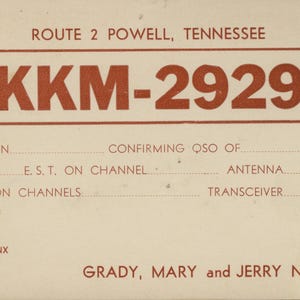 ROUTE 2 POWELL, TENNESSEE
KKM-2929
N CONFIRMING QSO OF
E.S.T. ON CHANNEL ANTENNA
ON CHANNELS TRANSCEIVER
ux
GRADY, MARY and JERRY N